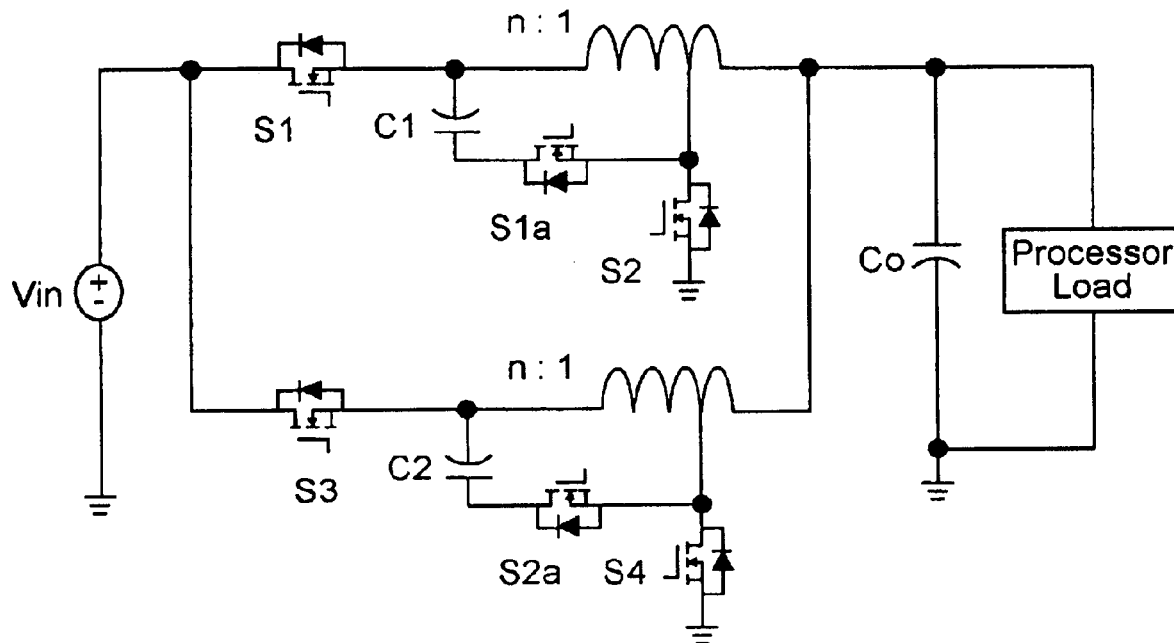 n : 1
S1
C1
S1a
S2
Vin
+
-
Co
Processor
Load
n : 1
S3
C2
S2a
S4